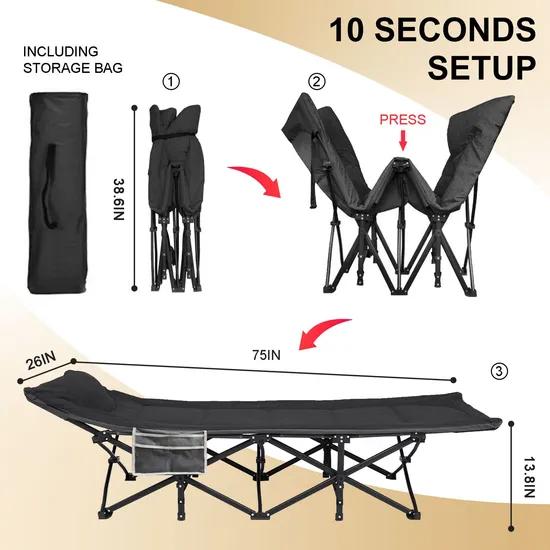 10 SECONDS
SETUP
INCLUDING
STORAGE BAG
①
②
PRESS
38.6IN
26IN
75IN
③
13.8IN